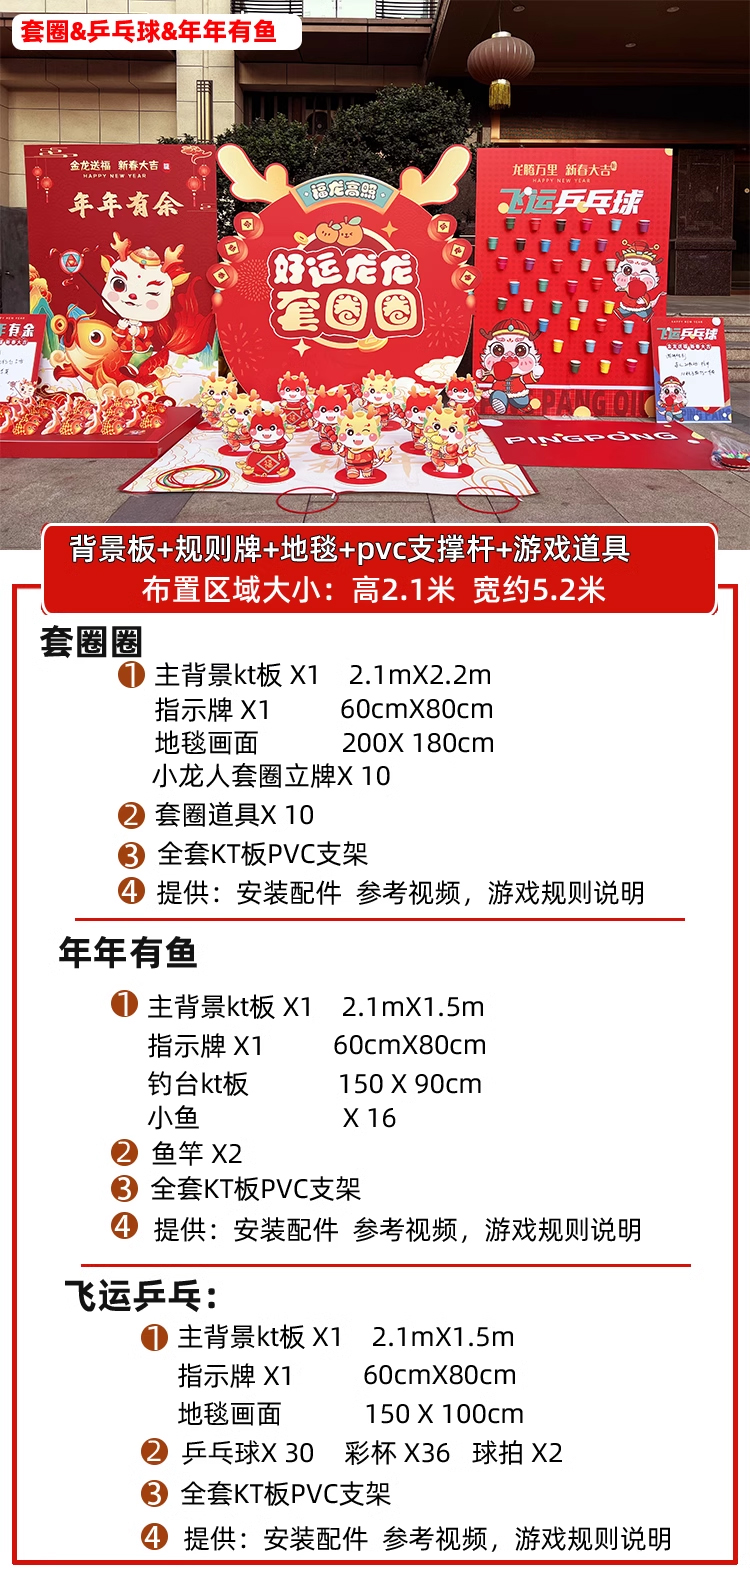 套圈&乒乓球&年年有鱼
金龙送福 新春大吉
HAPPY NEW YEAR
年年有余
福龙高照
好运龙龙
套圈圈
龙腾万里 新春大吉
HAPPY NEW YEAR
飞运乒乓球
年有余
飞运乒乓球
福
PANG QI
PINGPONG
背景板+规则牌+地毯+pvc支撑杆+游戏道具
布置区域大小：高2.1米 宽约5.2米
套圈圈
1 主背景kt板 X1 2.1mX2.2m
指示牌 X1 60cmX80cm
地毯画面 200X 180cm
小龙人套圈立牌X 10
2 套圈道具X 10
3 全套KT板PVC支架
4 提供：安装配件 参考视频，游戏规则说明
年年有鱼
1 主背景kt板 X1 2.1mX1.5m
指示牌 X1 60cmX80cm
钓台kt板 150 X 90cm
小鱼 X 16
2 鱼竿 X2
3 全套KT板PVC支架
4 提供：安装配件 参考视频，游戏规则说明
飞运乒乓：
1 主背景kt板 X1 2.1mX1.5m
指示牌 X1 60cmX80cm
地毯画面 150 X 100cm
2 乒乓球X 30 彩杯 X36 球拍 X2
3 全套KT板PVC支架
4 提供：安装配件 参考视频，游戏规则说明